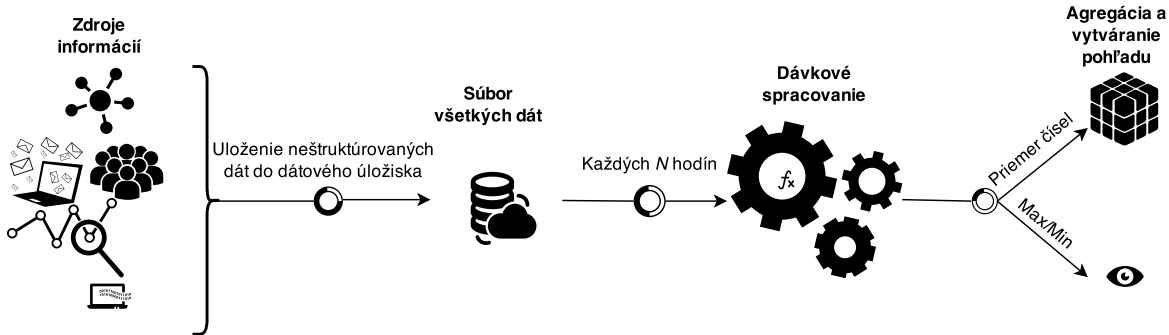 Zdroje
informácií
Uloženie neštruktúrovaných
dát do dátového úložiska
Súbor
všetkých dát
Každých N hodín
Dávkové
spracovanie
fx
Priemer čísel
Max/Min
Agregácia a
vytváranie
pohľadu